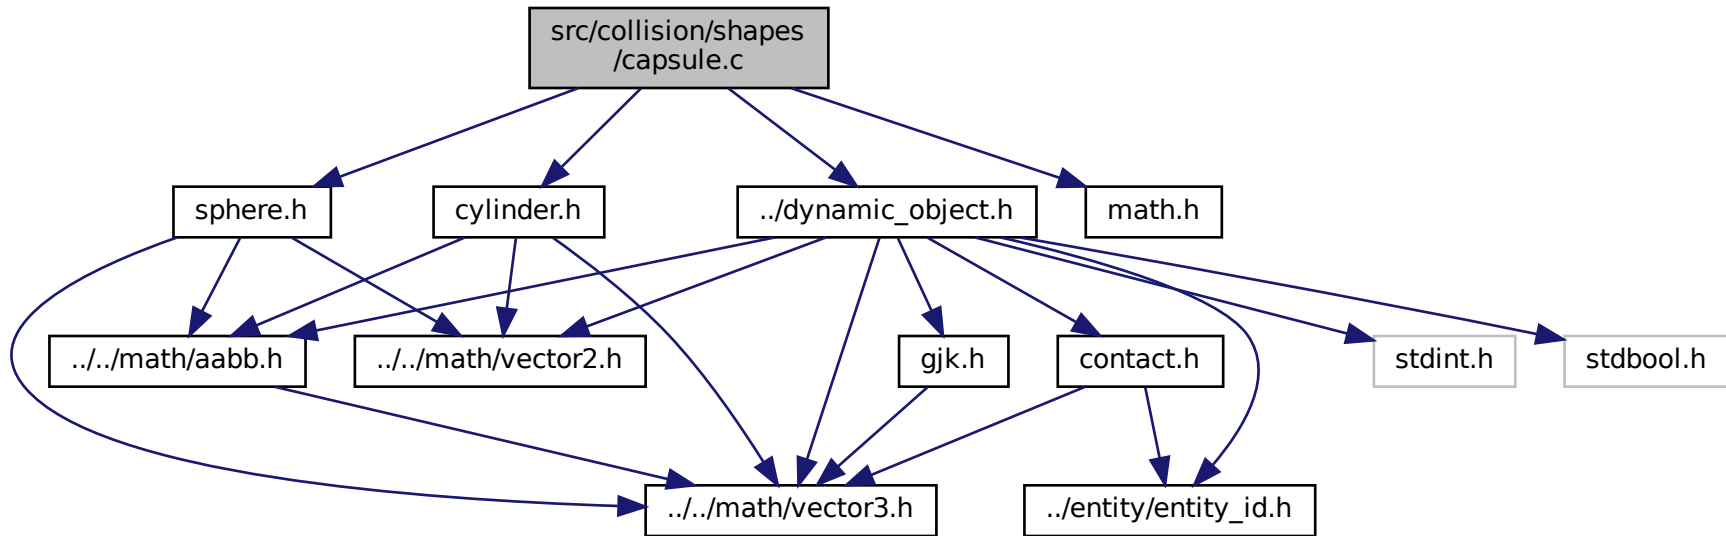 src/collision/shapes
/capsule.c
sphere.h
cylinder.h
../dynamic_object.h
math.h
../../math/aabb.h
../../math/vector2.h
gjk.h
contact.h
stdint.h
stdbool.h
../../math/vector3.h
../entity/entity_id.h